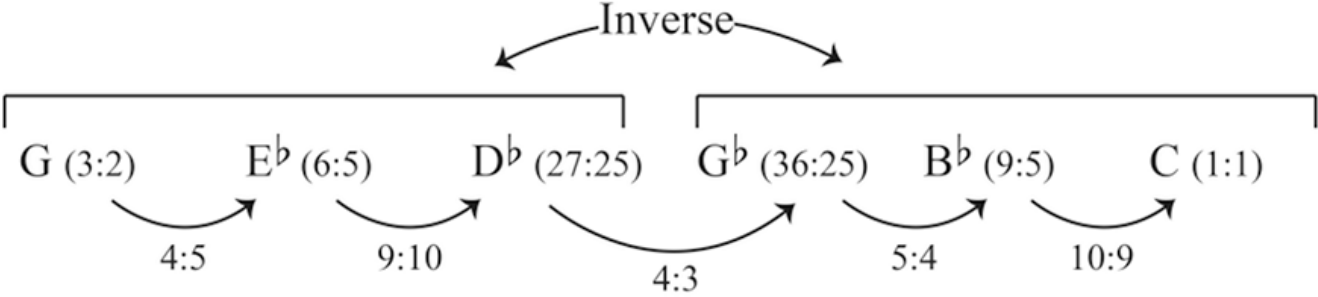 Inverse
G (3:2) E♭ (6:5) D♭ (27:25) G♭ (36:25) B♭ (9:5) C (1:1)
4:5 9:10 4:3 5:4 10:9